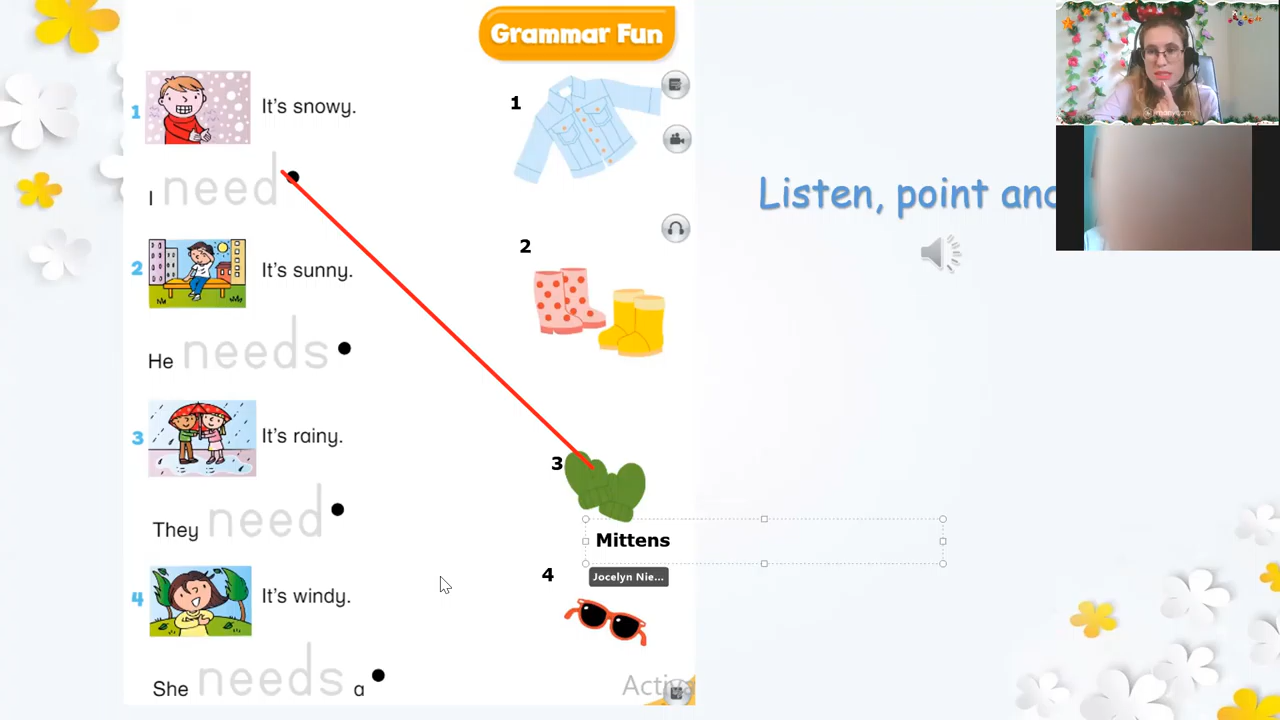 Grammar Fun
1 It's snowy.
I need
2 It's sunny.
He needs
3 It's rainy.
They need
4 It's windy.
She needs a
1
2
3
Mittens
Jocelyn Nie...
4
Listen, point and